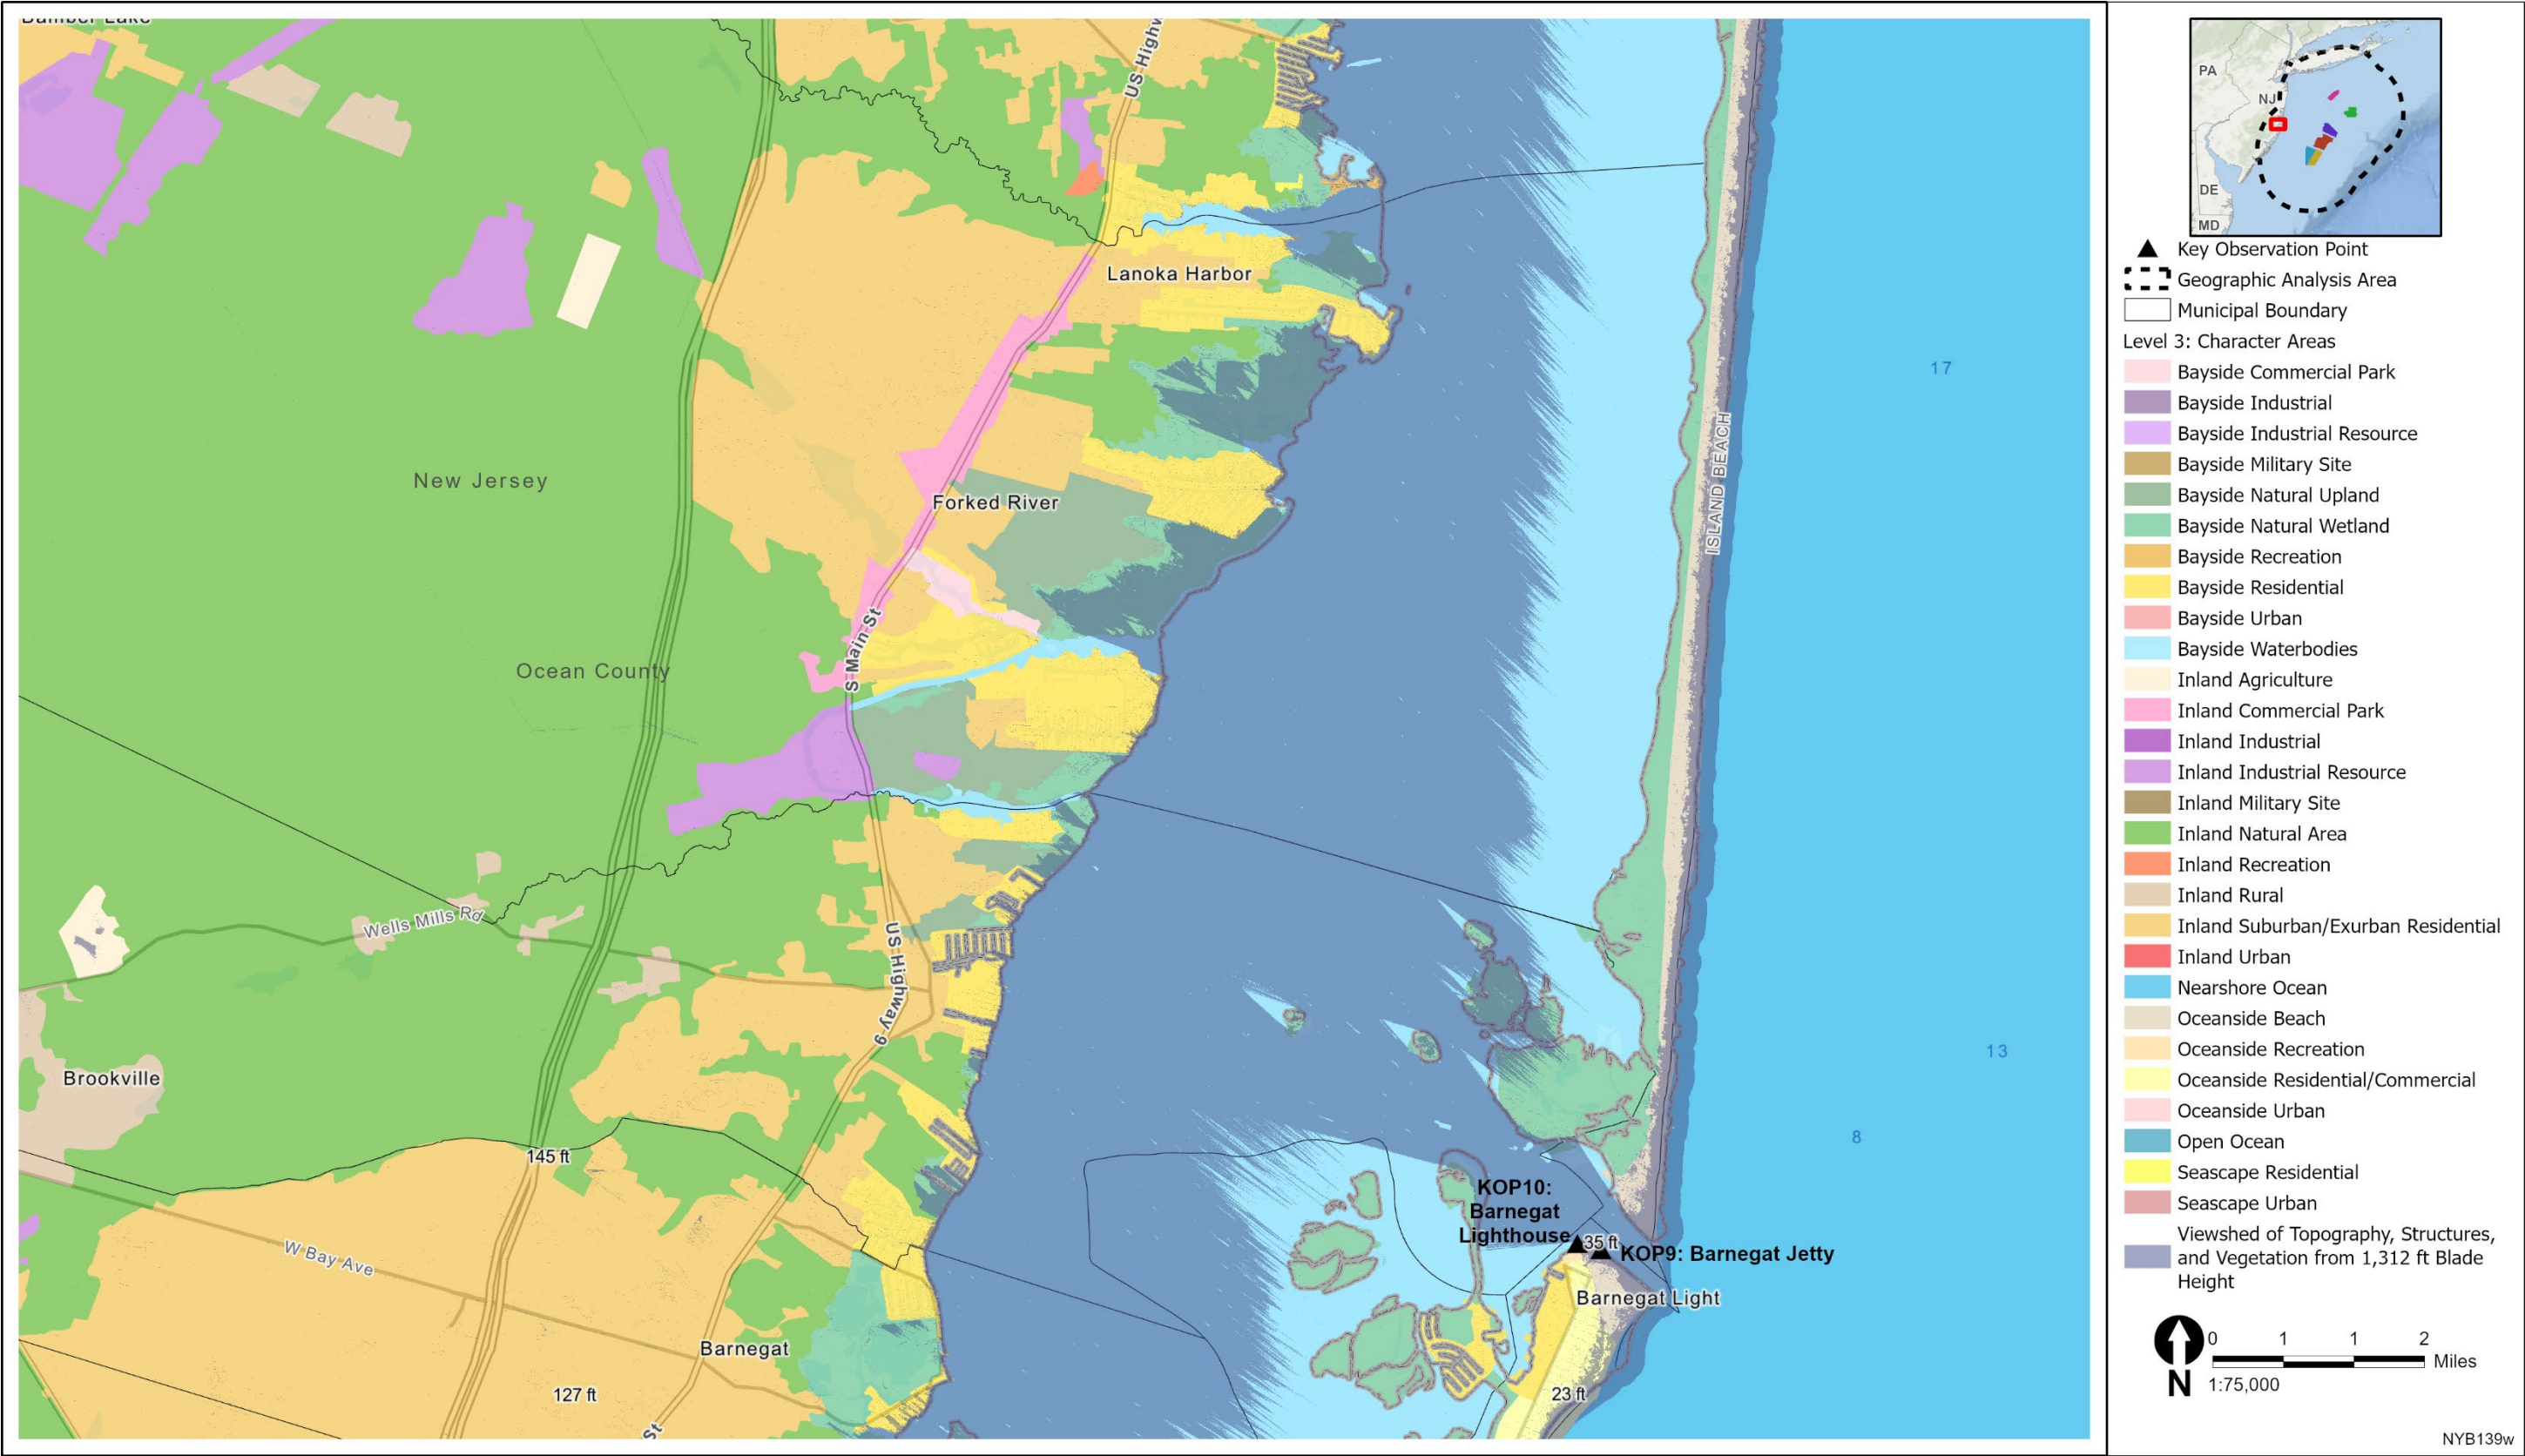 Bamber Lake
US Highw
Lanoka Harbor
17
New Jersey
ISLAND BEACH
Forked River
S Main St
Ocean County
Wells Mills Rd
US Highway 9
Brookville
13
8
145 ft
KOP10:
Barnegat
Lighthouse
35 ft
KOP9: Barnegat Jetty
W Bay Ave
Barnegat Light
Barnegat
127 ft
23 ft
St
PA
NJ
DE
MD
Key Observation Point
Geographic Analysis Area
Municipal Boundary
Level 3: Character Areas
Bayside Commercial Park
Bayside Industrial
Bayside Industrial Resource
Bayside Military Site
Bayside Natural Upland
Bayside Natural Wetland
Bayside Recreation
Bayside Residential
Bayside Urban
Bayside Waterbodies
Inland Agriculture
Inland Commercial Park
Inland Industrial
Inland Industrial Resource
Inland Military Site
Inland Natural Area
Inland Recreation
Inland Rural
Inland Suburban/Exurban Residential
Inland Urban
Nearshore Ocean
Oceanside Beach
Oceanside Recreation
Oceanside Residential/Commercial
Oceanside Urban
Open Ocean
Seascape Residential
Seascape Urban
Viewshed of Topography, Structures,
and Vegetation from 1,312 ft Blade
Height
0 1 1 2
Miles
N
1:75,000
NYB139w